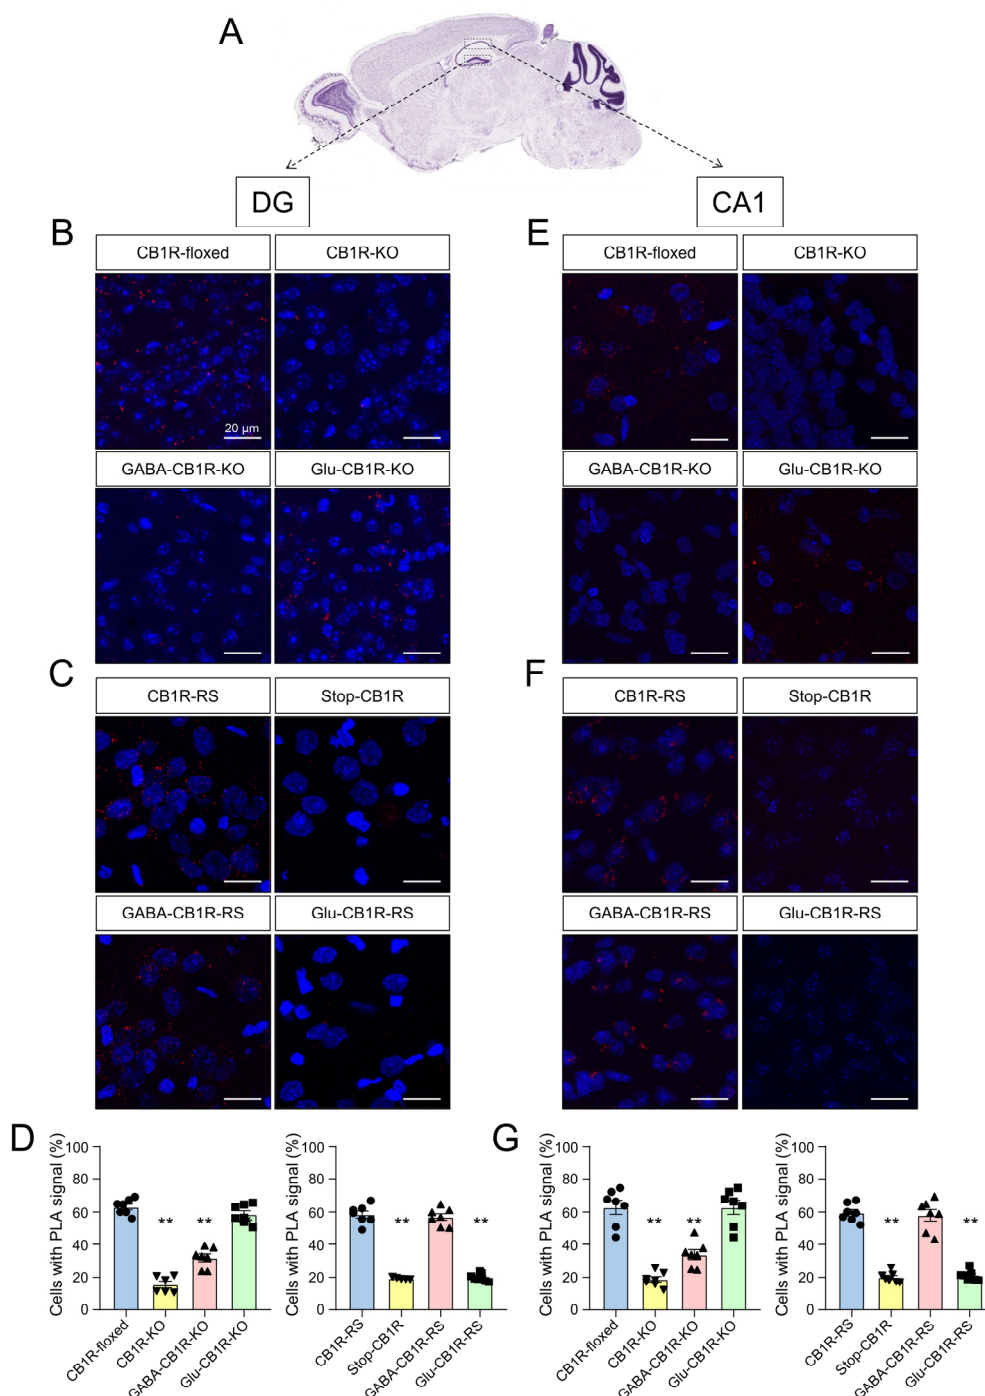 A
DG
CA1
B
CB1R-floxed
CB1R-KO
20 µm
GABA-CB1R-KO
Glu-CB1R-KO
E
CB1R-floxed
CB1R-KO
GABA-CB1R-KO
Glu-CB1R-KO
C
CB1R-RS
Stop-CB1R
GABA-CB1R-RS
Glu-CB1R-RS
F
CB1R-RS
Stop-CB1R
GABA-CB1R-RS
Glu-CB1R-RS
D
Cells with PLA signal (%)
100
80
60
40
20
0
**
**
CB1R-floxed
CB1R-KO
GABA-CB1R-KO
Glu-CB1R-KO
Cells with PLA signal (%)
100
80
60
40
20
0
**
**
CB1R-RS
Stop-CB1R
GABA-CB1R-RS
Glu-CB1R-RS
G
Cells with PLA signal (%)
100
80
60
40
20
0
**
**
CB1R-floxed
CB1R-KO
GABA-CB1R-KO
Glu-CB1R-KO
Cells with PLA signal (%)
100
80
60
40
20
0
**
**
CB1R-RS
Stop-CB1R
GABA-CB1R-RS
Glu-CB1R-RS